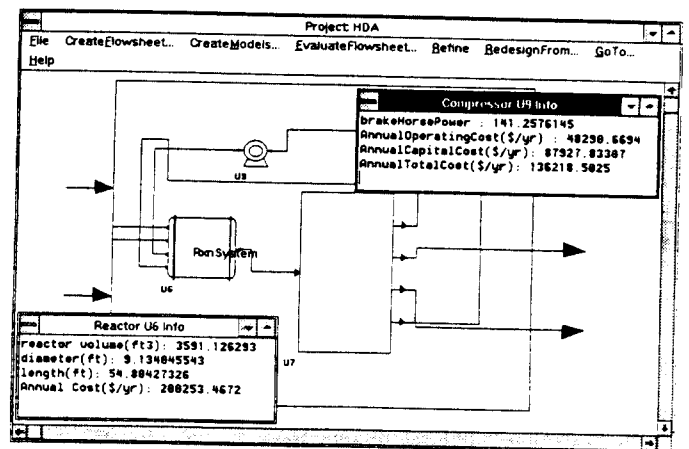 Project: HDA
File CreateFlowsheet... CreateModels... EvaluateFlowsheet... Refine RedesignFrom... GoTo...
Help
Compressor U9 Info
brakeHorsePower : 141.2576145
AnnualOperatingCost($/yr) : 48290.6694
AnnualCapitalCost($/yr): 87927.83307
AnnualTotalCost($/yr): 136218.5025
U9
Rxn System
U6
Reactor U6 Info
reactor volume(ft3): 3591.126293
diameter(ft): 9.134045543
length(ft): 54.80427326
Annual Cost($/yr): 208253.4672
U7